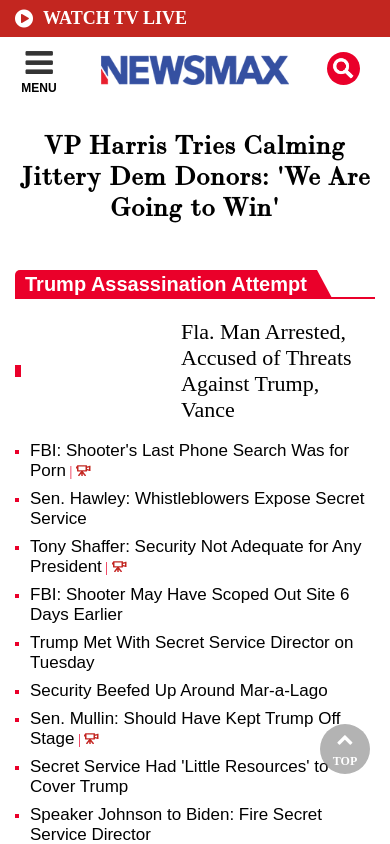 WATCH TV LIVE
MENU
NEWSMAX
VP Harris Tries Calming
Jittery Dem Donors: 'We Are
Going to Win'
Trump Assassination Attempt
Fla. Man Arrested,
Accused of Threats
Against Trump,
Vance
FBI: Shooter's Last Phone Search Was for
Porn |
Sen. Hawley: Whistleblowers Expose Secret
Service
Tony Shaffer: Security Not Adequate for Any
President |
FBI: Shooter May Have Scoped Out Site 6
Days Earlier
Trump Met With Secret Service Director on
Tuesday
Security Beefed Up Around Mar-a-Lago
Sen. Mullin: Should Have Kept Trump Off
Stage |
Secret Service Had 'Little Resources' to
Cover Trump
TOP
Speaker Johnson to Biden: Fire Secret
Service Director